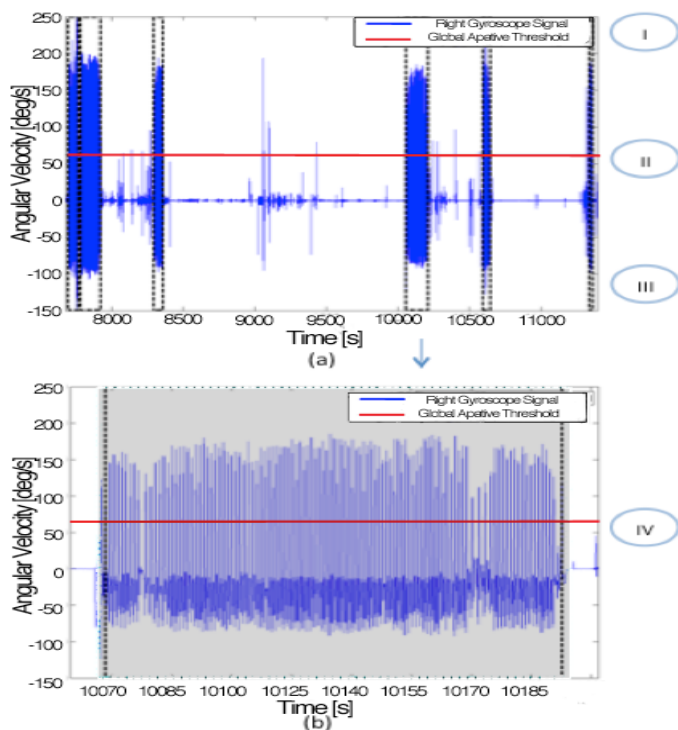 250
200
150
100
50
0
-50
-100
-150
Angular Velocity [deg/s]
Right Gyroscope Signal
Global Apative Threshold
8000 8500 9000 9500 10000 10500 11000
Time [s]
(a)
I
II
III
250
200
150
100
50
0
-50
-100
-150
Angular Velocity [deg/s]
Right Gyroscope Signal
Global Apative Threshold
10070 10085 10100 10125 10140 10155 10170 10185
Time [s]
(b)
IV